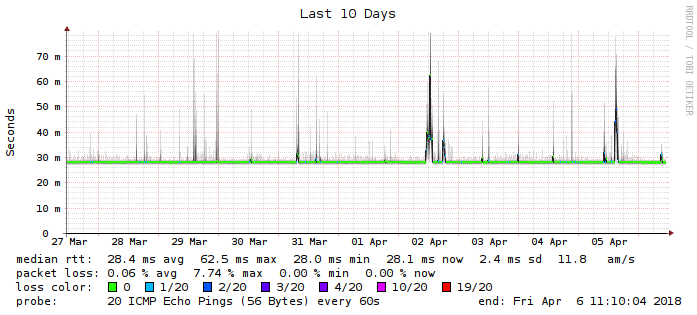 Last 10 Days
RRDTOOL / TOBI OETIKER
Seconds
70 m
60 m
50 m
40 m
30 m
20 m
10 m
0
27 Mar 28 Mar 29 Mar 30 Mar 31 Mar 01 Apr 02 Apr 03 Apr 04 Apr 05 Apr
median rtt: 28.4 ms avg 62.5 ms max 28.0 ms min 28.1 ms now 2.4 ms sd 11.8 am/s
packet loss: 0.06 % avg 7.74 % max 0.00 % min 0.00 % now
loss color: 0 1/20 2/20 3/20 4/20 10/20 19/20
probe: 20 ICMP Echo Pings (56 Bytes) every 60s end: Fri Apr 6 11:10:04 2018